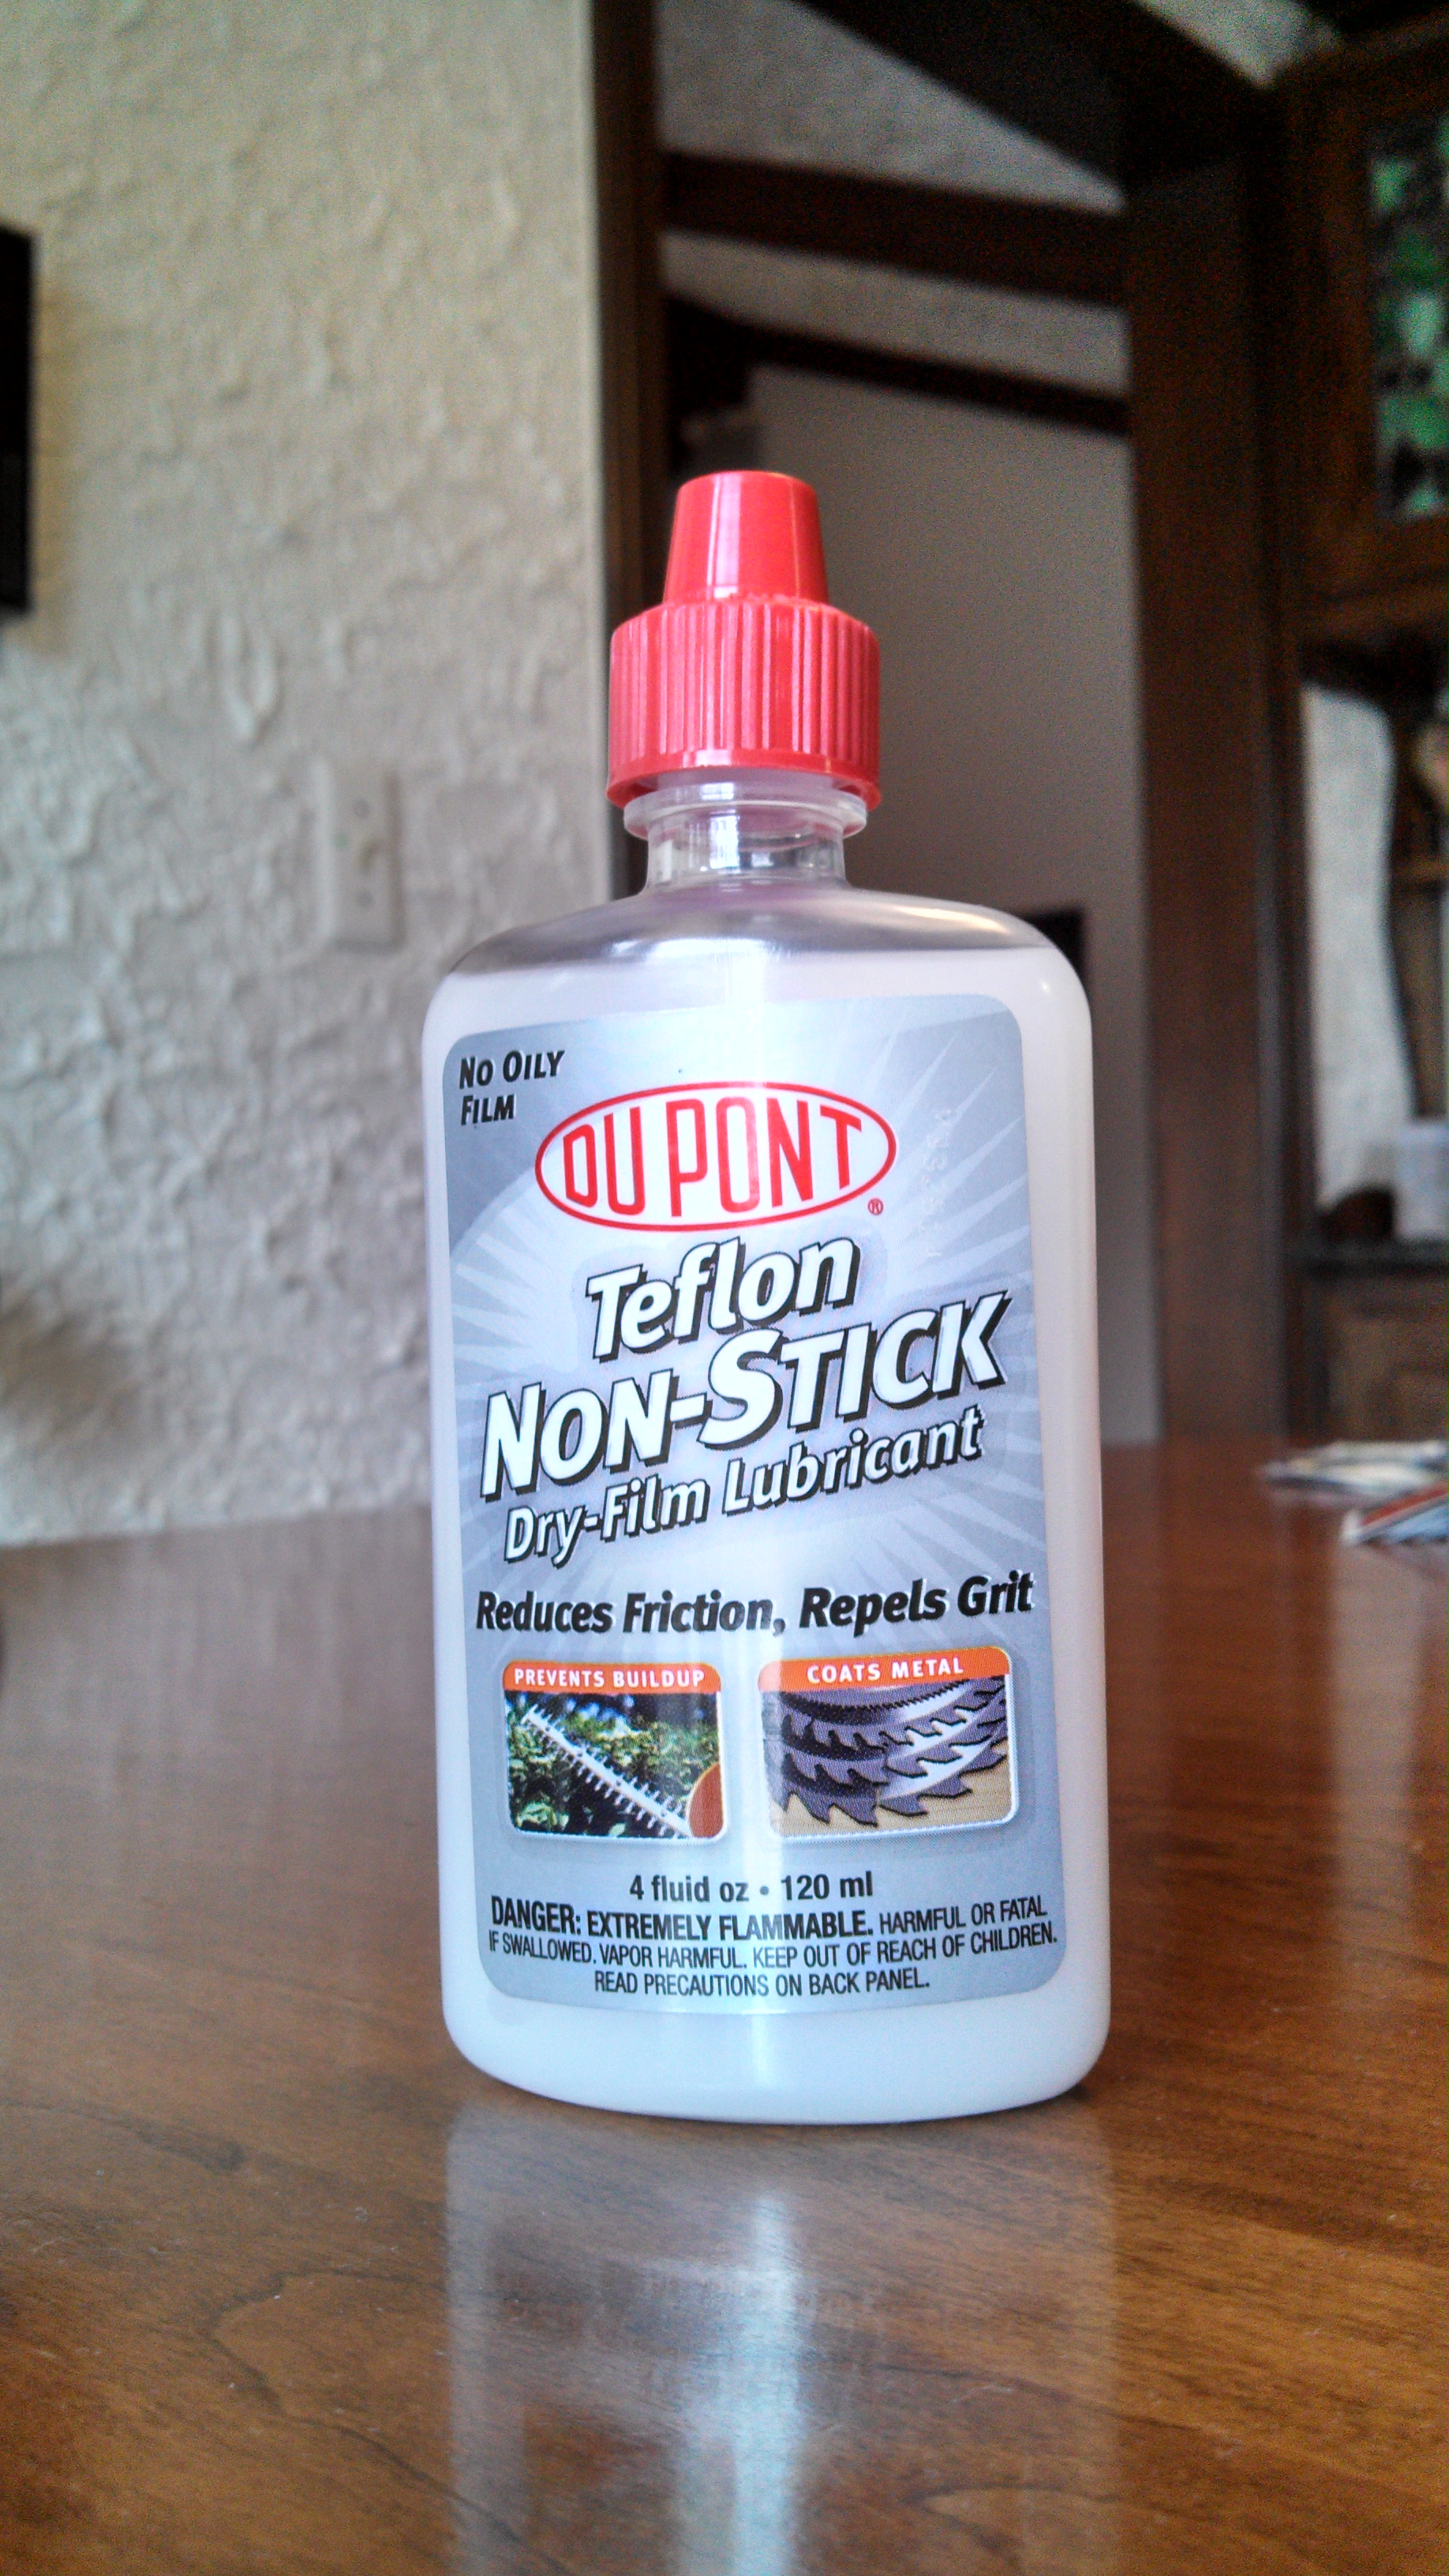 NO OILY
FILM
DU PONT
®
Teflon
NON-STICK
Dry-Film Lubricant
Reduces Friction, Repels Grit
PREVENTS BUILDUP
COATS METAL
4 fluid oz • 120 ml
DANGER: EXTREMELY FLAMMABLE. HARMFUL OR FATAL
IF SWALLOWED. VAPOR HARMFUL. KEEP OUT OF REACH OF CHILDREN.
READ PRECAUTIONS ON BACK PANEL.